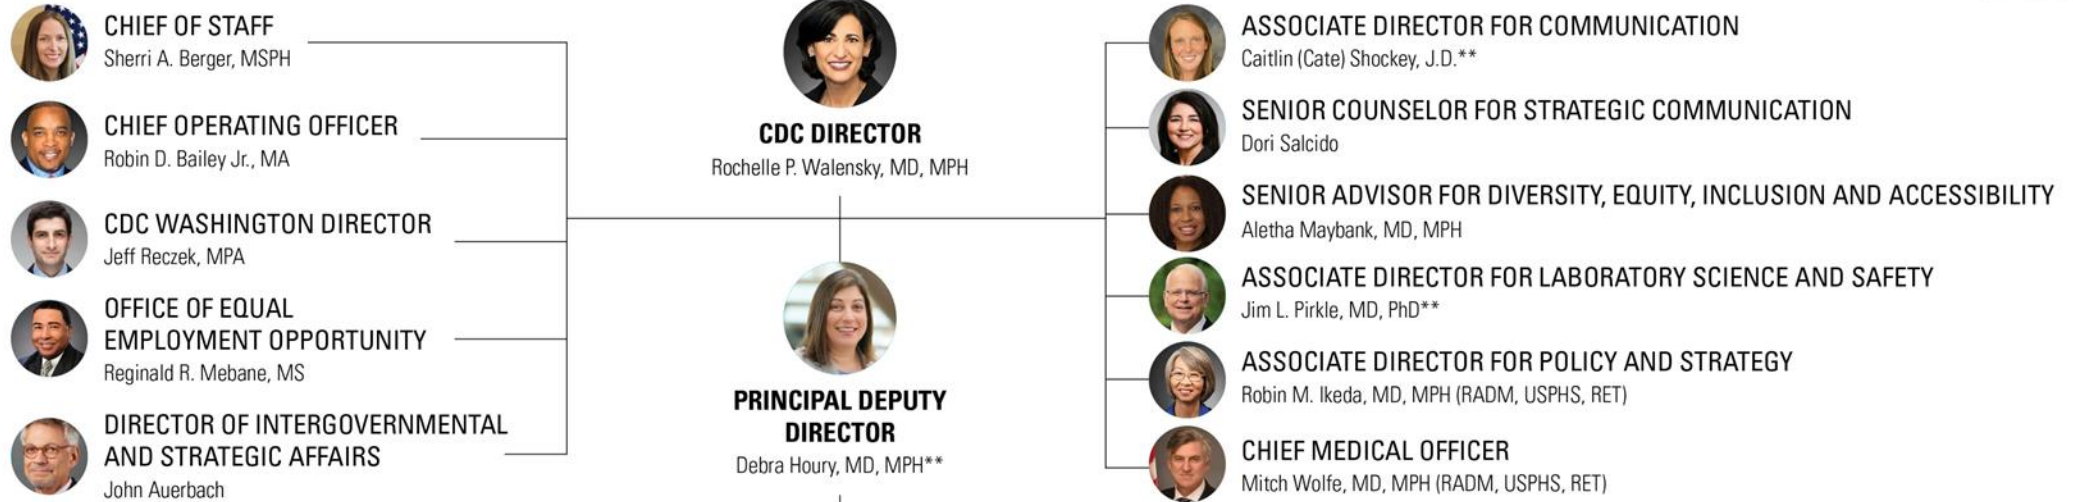 CHIEF OF STAFF
Sherri A. Berger, MSPH
CHIEF OPERATING OFFICER
Robin D. Bailey Jr., MA
CDC WASHINGTON DIRECTOR
Jeff Reczek, MPA
OFFICE OF EQUAL
EMPLOYMENT OPPORTUNITY
Reginald R. Mebane, MS
DIRECTOR OF INTERGOVERNMENTAL
AND STRATEGIC AFFAIRS
John Auerbach
CDC DIRECTOR
Rochelle P. Walensky, MD, MPH
PRINCIPAL DEPUTY
DIRECTOR
Debra Houry, MD, MPH**
ASSOCIATE DIRECTOR FOR COMMUNICATION
Caitlin (Cate) Shockey, J.D.**
SENIOR COUNSELOR FOR STRATEGIC COMMUNICATION
Dori Salcido
SENIOR ADVISOR FOR DIVERSITY, EQUITY, INCLUSION AND ACCESSIBILITY
Aletha Maybank, MD, MPH
ASSOCIATE DIRECTOR FOR LABORATORY SCIENCE AND SAFETY
Jim L. Pirkle, MD, PhD**
ASSOCIATE DIRECTOR FOR POLICY AND STRATEGY
Robin M. Ikeda, MD, MPH (RADM, USPHS, RET)
CHIEF MEDICAL OFFICER
Mitch Wolfe, MD, MPH (RADM, USPHS, RET)